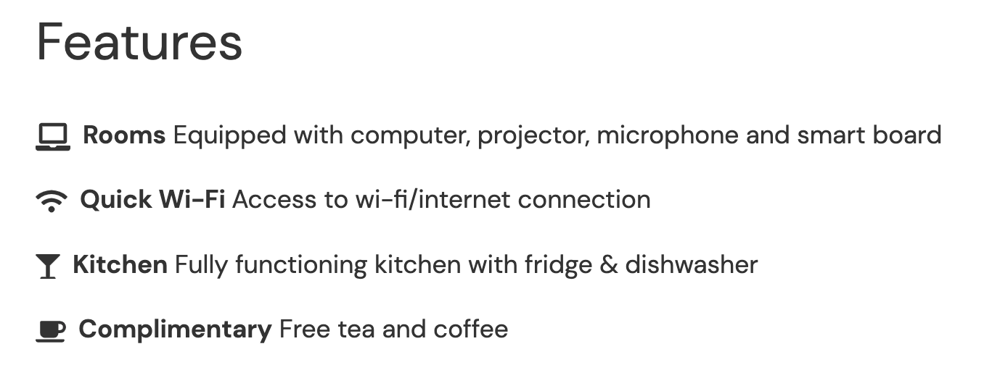 Features
Rooms Equipped with computer, projector, microphone and smart board
Quick Wi-Fi Access to wi-fi/internet connection
Kitchen Fully functioning kitchen with fridge & dishwasher
Complimentary Free tea and coffee